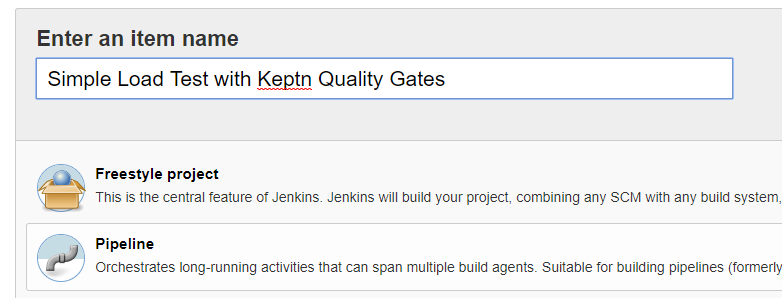 Enter an item name
Simple Load Test with Keptn Quality Gates
Freestyle project
This is the central feature of Jenkins. Jenkins will build your project, combining any SCM with any build system,
Pipeline
Orchestrates long-running activities that can span multiple build agents. Suitable for building pipelines (formerly